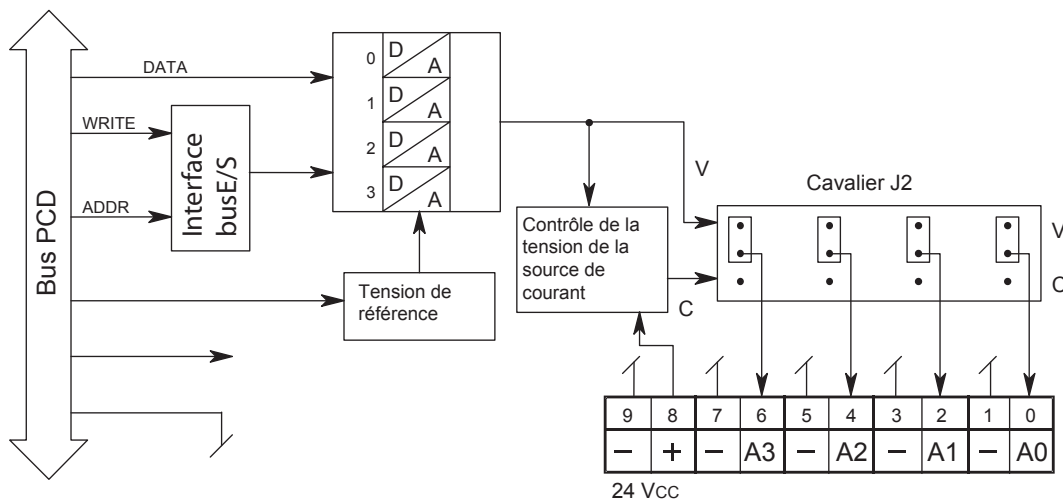 Bus PCD
DATA
WRITE
ADDR
Interface
busE/S
0 D A
1 D A
2 D A
3 D A
Tension de
référence
V
Contrôle de la
tension de la
source de
courant
C
Cavalier J2
V
C
9 8 7 6 5 4 3 2 1 0
– + – A3 – A2 – A1 – A0
24 VCC